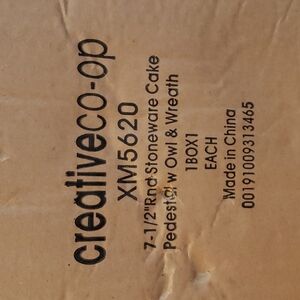 creativeco-op
XM5620
7-1/2"Rnd Stoneware Cake
Pedestal w Owl & Wreath
1BOX1
EACH
Made in China
00191009313465